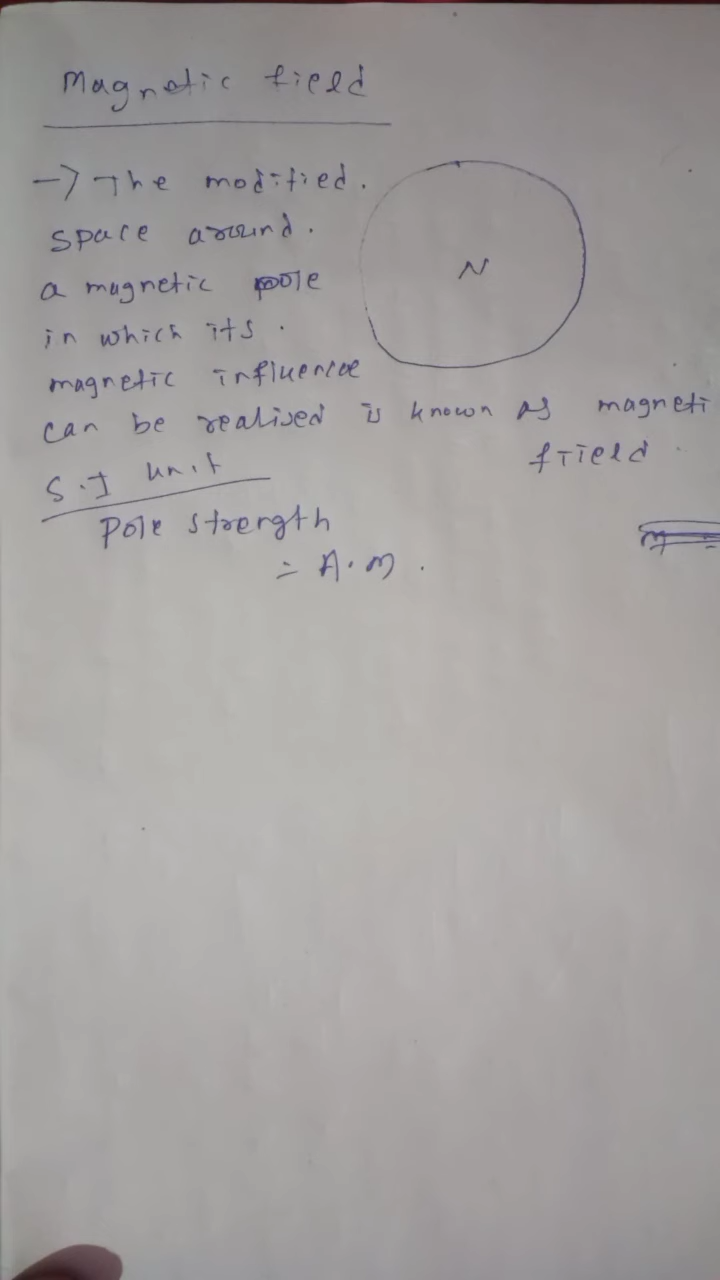 Magnetic field
→ The modified.
space around.
N
a magnetic pole
in which its.
magnetic influence
can be realised is known as magneti
field.
S.I unit
Pole strength
= A.m.